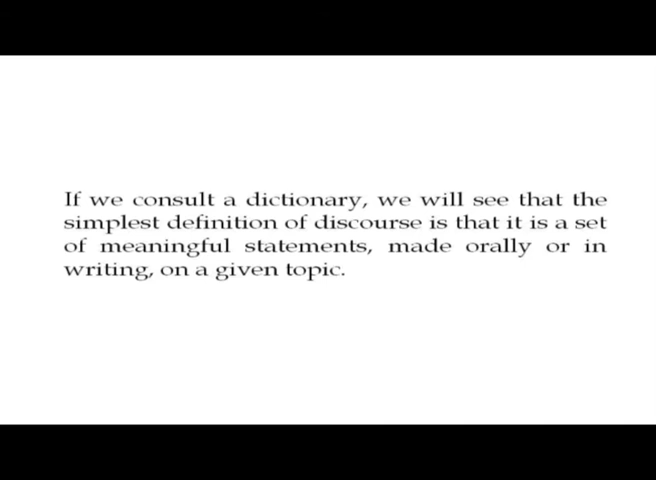 If we consult a dictionary, we will see that the
simplest definition of discourse is that it is a set
of meaningful statements, made orally or in
writing, on a given topic.